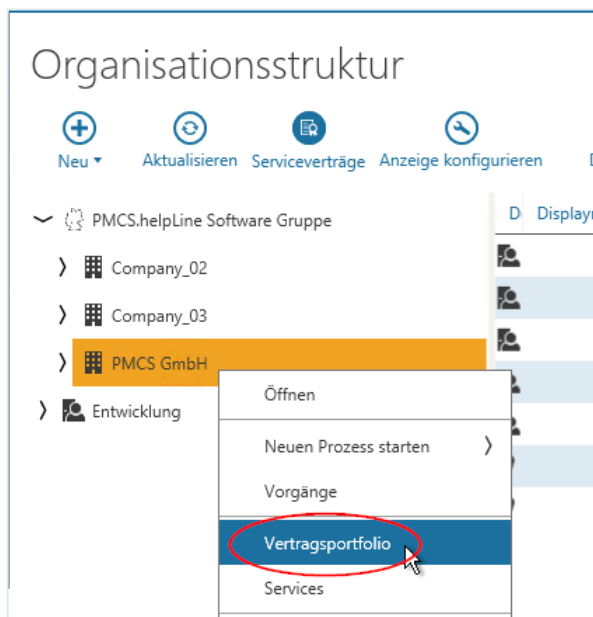 Organisationsstruktur
Neu Aktualisieren Serviceverträge Anzeige konfigurieren
PMCS.helpLine Software Gruppe
Company_02
Company_03
PMCS GmbH
Entwicklung
Öffnen
Neuen Prozess starten
Vorgänge
Vertragsportfolio
Services